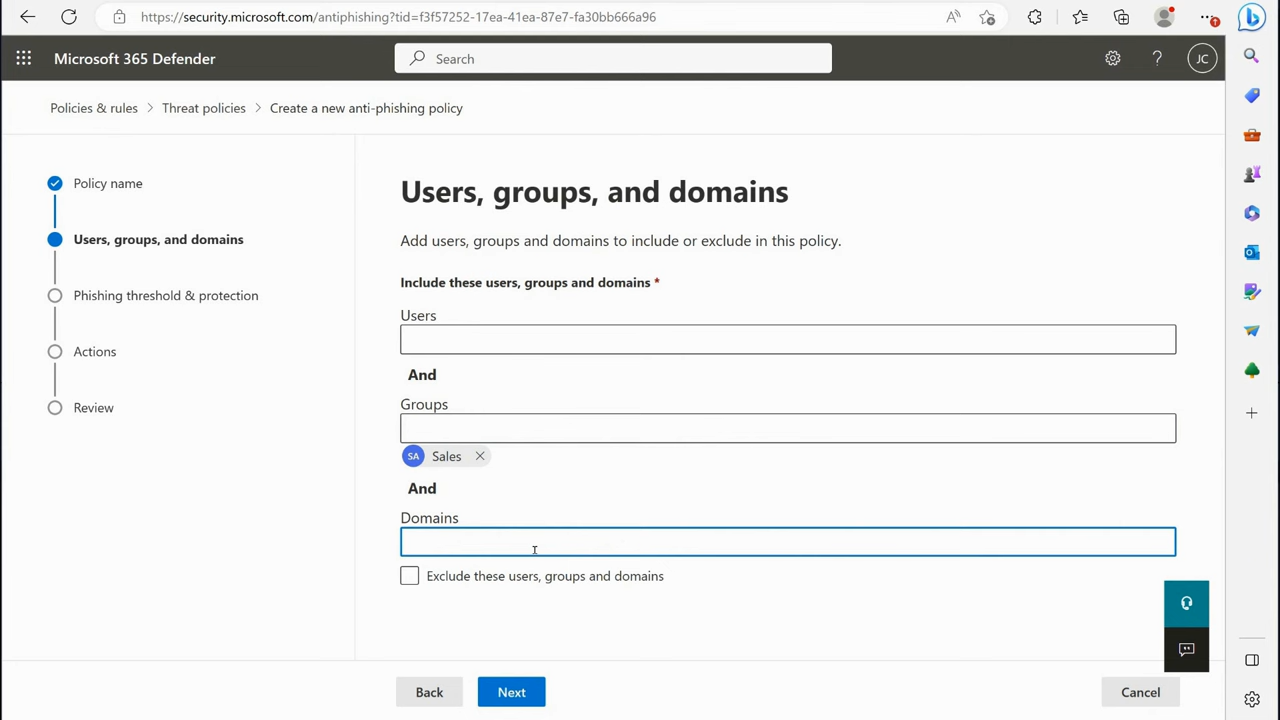 https://security.microsoft.com/antiphishing?tid=f3f57252-17ea-41ea-87e7-fa30bb666a96
Microsoft 365 Defender
Search
JC
Policies & rules > Threat policies > Create a new anti-phishing policy
Policy name
Users, groups, and domains
Phishing threshold & protection
Actions
Review
Users, groups, and domains
Add users, groups and domains to include or exclude in this policy.
Include these users, groups and domains *
Users
And
Groups
SA Sales
And
Domains
Exclude these users, groups and domains
Back
Next
Cancel